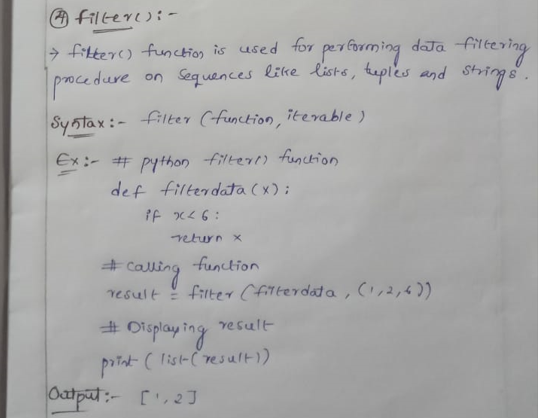 ④ filter():-
→ filter() function is used for performing data filtering
procedure on sequences like lists, tuples and strings.
Syntax:- filter (function, iterable)
Ex:- # python filter() function
def filterdata(x):
if x<6:
return x
# calling function
result = filter(filterdata, (1,2,6))
# Displaying result
print (list(result))
Output:- [1,2]